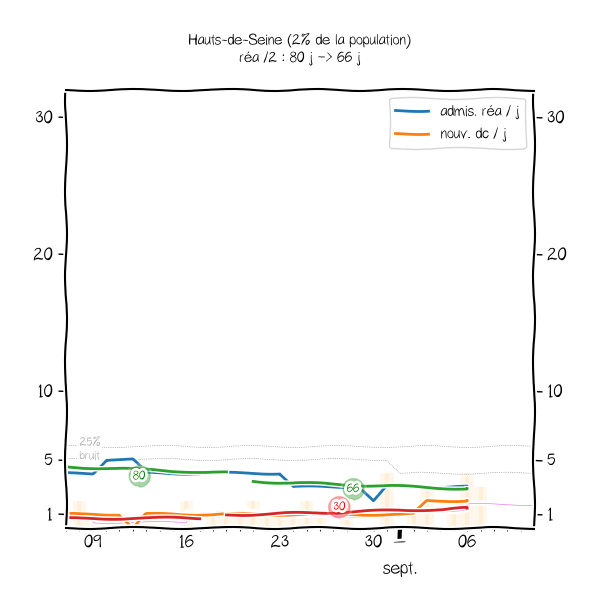 Hauts-de-Seine (2% de la population)
réa /2 : 80 j -> 66 j
admis. réa / j
nouv. dc / j
30 30
20 20
10 10
25%
5 bruit 5
80 66
30
1 1
09 16 23 30 1 06
sept.